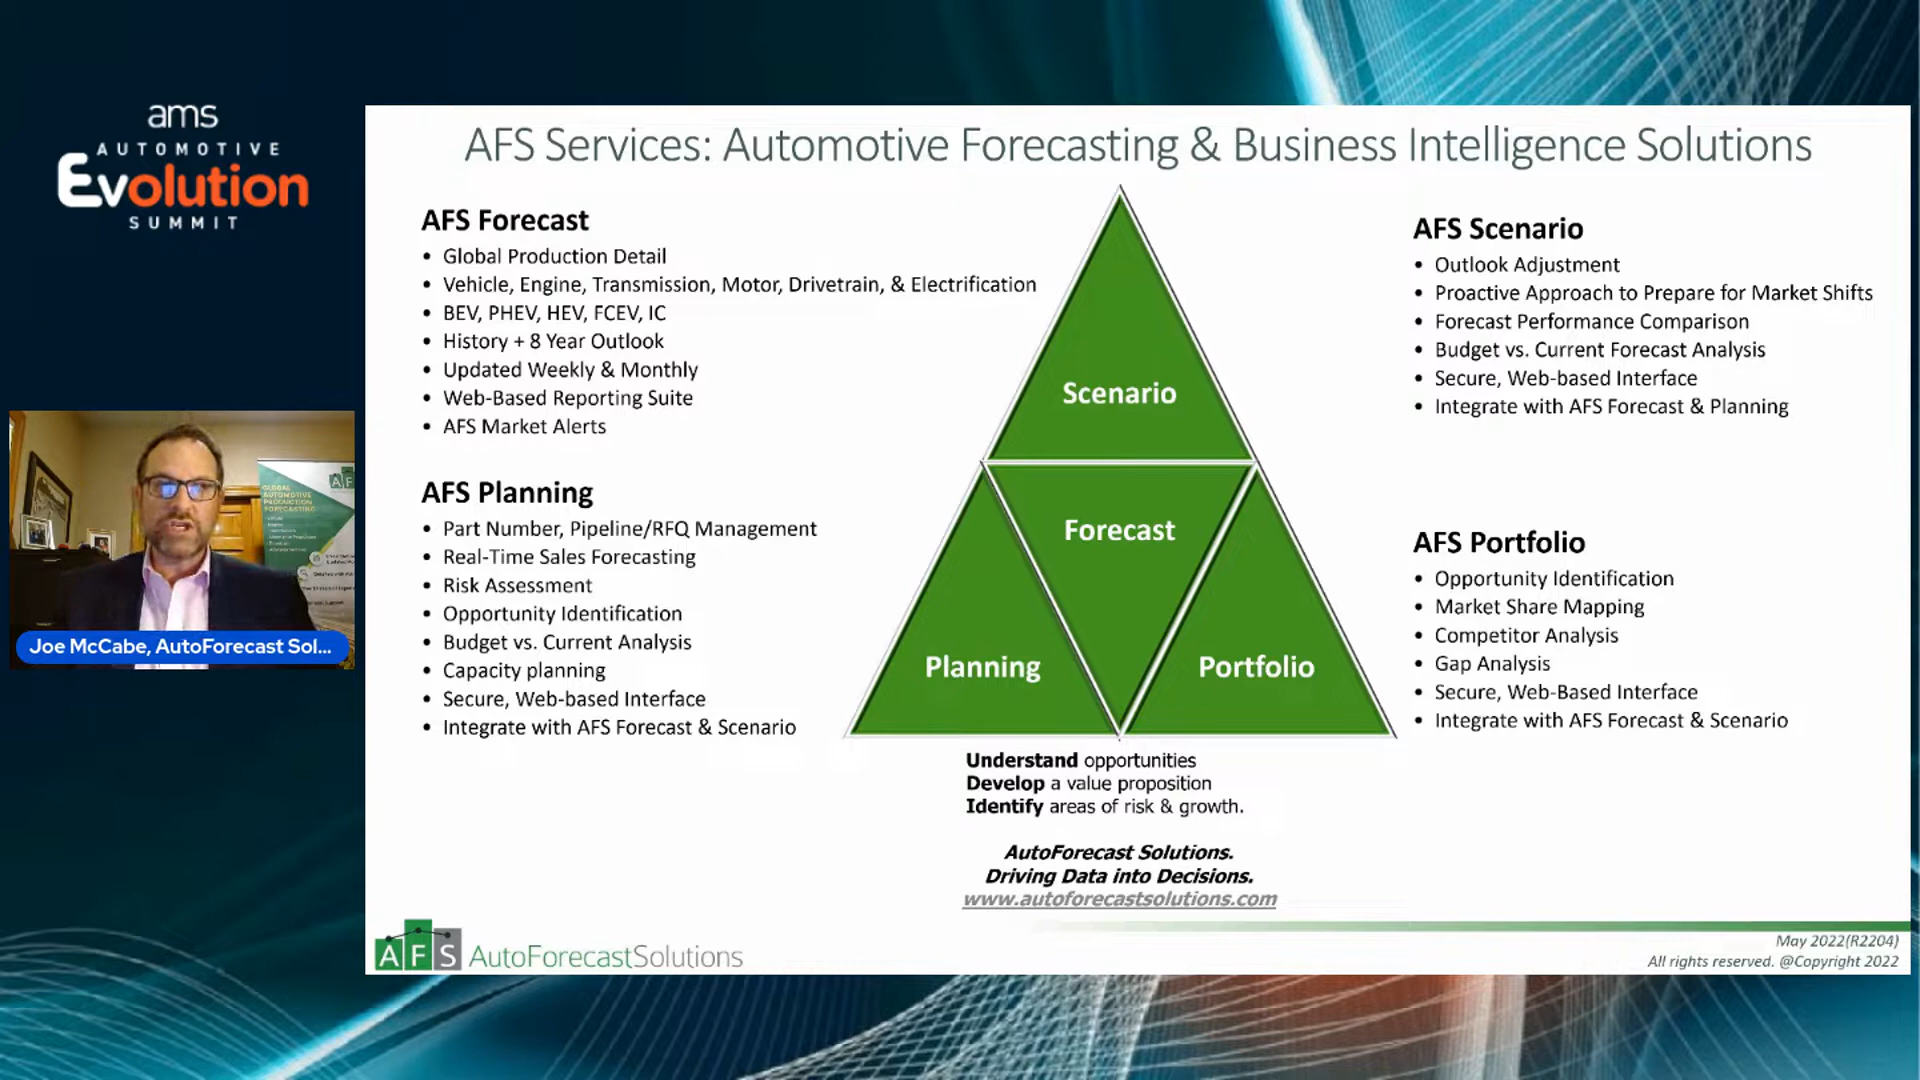 ams
AUTOMOTIVE
Evolution
SUMMIT
AFS Services: Automotive Forecasting & Business Intelligence Solutions
AFS Forecast
• Global Production Detail
• Vehicle, Engine, Transmission, Motor, Drivetrain, & Electrification
• BEV, PHEV, HEV, FCEV, IC
• History + 8 Year Outlook
• Updated Weekly & Monthly
• Web-Based Reporting Suite
• AFS Market Alerts
AFS Planning
• Part Number, Pipeline/RFQ Management
• Real-Time Sales Forecasting
• Risk Assessment
• Opportunity Identification
• Budget vs. Current Analysis
• Capacity planning
• Secure, Web-based Interface
• Integrate with AFS Forecast & Scenario
Scenario
Forecast
Planning
Portfolio
AFS Scenario
• Outlook Adjustment
• Proactive Approach to Prepare for Market Shifts
• Forecast Performance Comparison
• Budget vs. Current Forecast Analysis
• Secure, Web-based Interface
• Integrate with AFS Forecast & Planning
AFS Portfolio
• Opportunity Identification
• Market Share Mapping
• Competitor Analysis
• Gap Analysis
• Secure, Web-Based Interface
• Integrate with AFS Forecast & Scenario
Understand opportunities
Develop a value proposition
Identify areas of risk & growth.
AutoForecast Solutions.
Driving Data into Decisions.
www.autoforecastsolutions.com
AFS AutoForecastSolutions
May 2022(R2204)
All rights reserved. @Copyright 2022
GLOBAL
AUTOMOTIVE
PRODUCTION
FORECASTING
Joe McCabe, AutoForecast Sol...